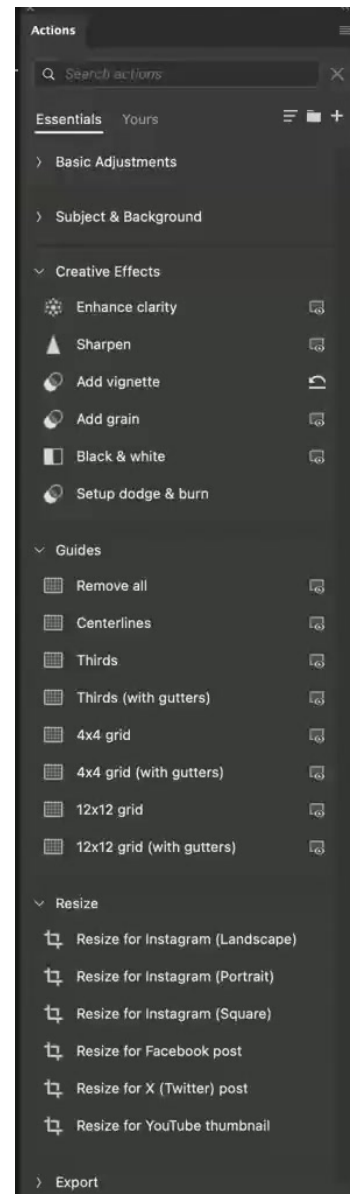 Actions
Search actions
Essentials Yours
Basic Adjustments
Subject & Background
Creative Effects
Enhance clarity
Sharpen
Add vignette
Add grain
Black & white
Setup dodge & burn
Guides
Remove all
Centerlines
Thirds
Thirds (with gutters)
4x4 grid
4x4 grid (with gutters)
12x12 grid
12x12 grid (with gutters)
Resize
Resize for Instagram (Landscape)
Resize for Instagram (Portrait)
Resize for Instagram (Square)
Resize for Facebook post
Resize for X (Twitter) post
Resize for YouTube thumbnail
Export